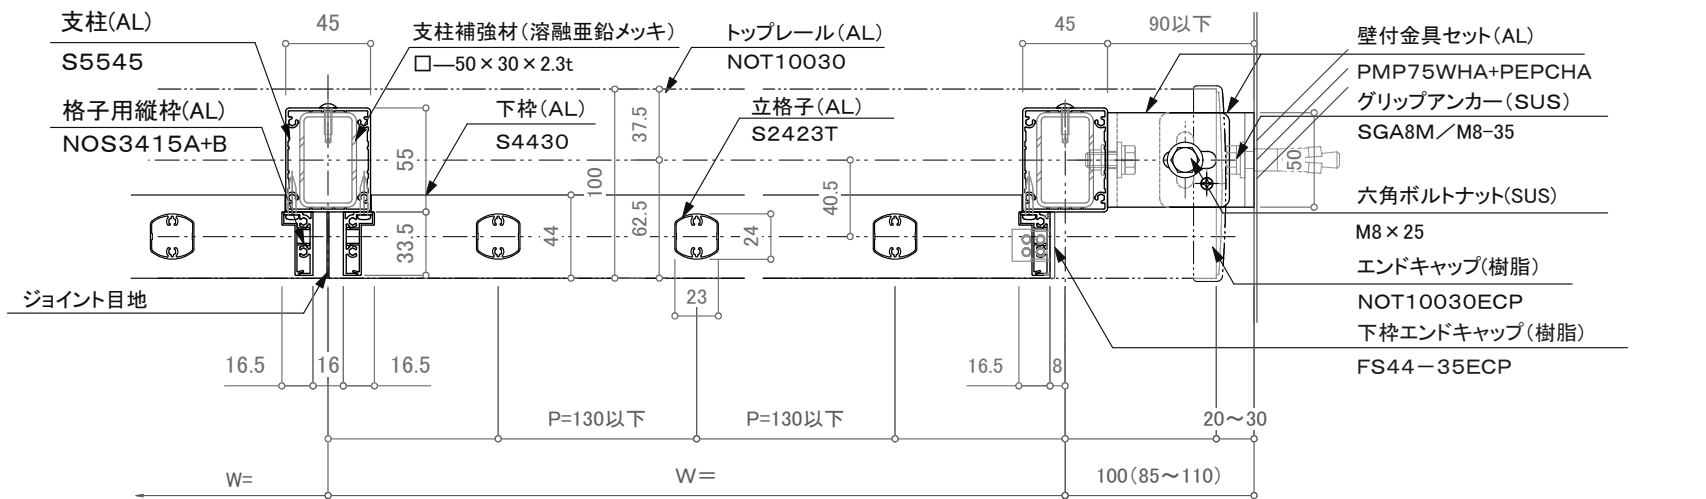 支柱(AL)
S5545
45
支柱補強材(溶融亜鉛メッキ)
□―50×30×2.3t
トップレール(AL)
NOT10030
45
90以下
壁付金具セット(AL)
PMP75WHA+PEPCHA
グリップアンカー(SUS)
SGA8M／M8-35
格子用縦枠(AL)
NOS3415A+B
下枠(AL)
S4430
立格子(AL)
S2423T
37.5
55
100
62.5
40.5
50
33.5
44
24
23
六角ボルトナット(SUS)
M8×25
エンドキャップ(樹脂)
NOT10030ECP
下枠エンドキャップ(樹脂)
FS44－35ECP
ジョイント目地
16.5
16
16.5
16.5
8
P=130以下
P=130以下
20～30
W=
W=
100(85～110)